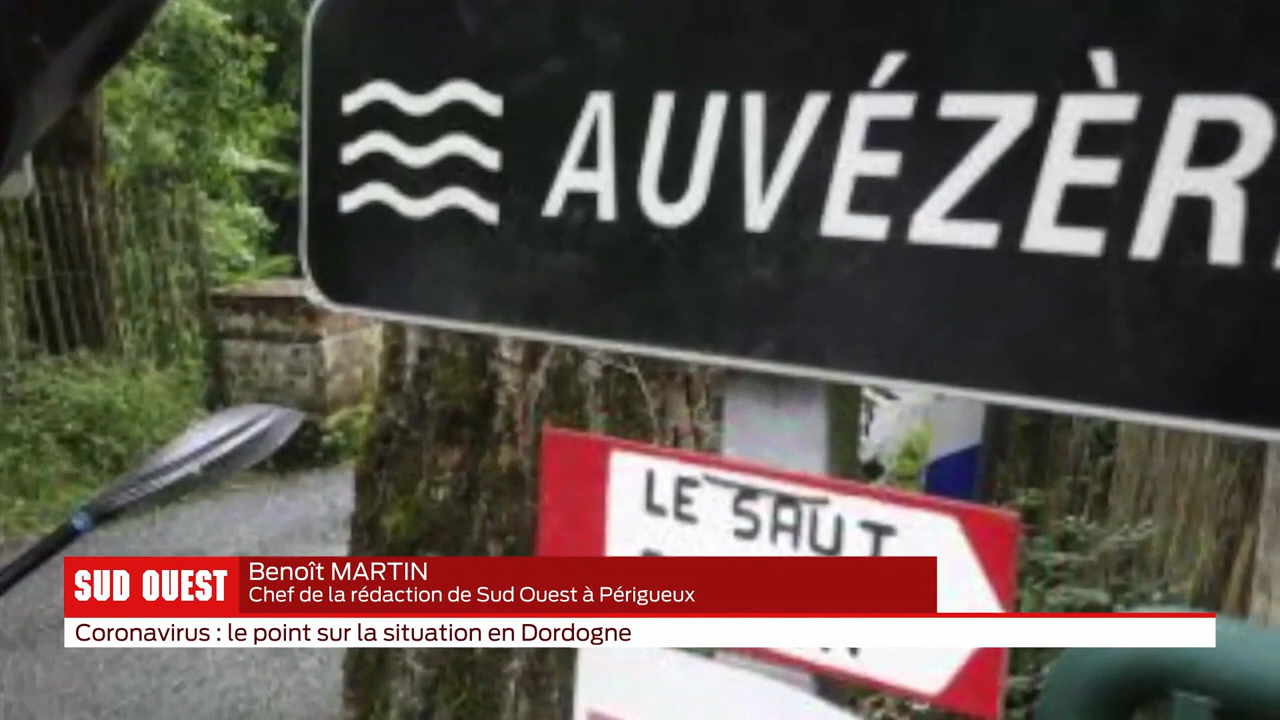 AUVÉZÈR
LE SAUT
SUD OUEST
Benoît MARTIN
Chef de la rédaction de Sud Ouest à Périgueux
Coronavirus : le point sur la situation en Dordogne